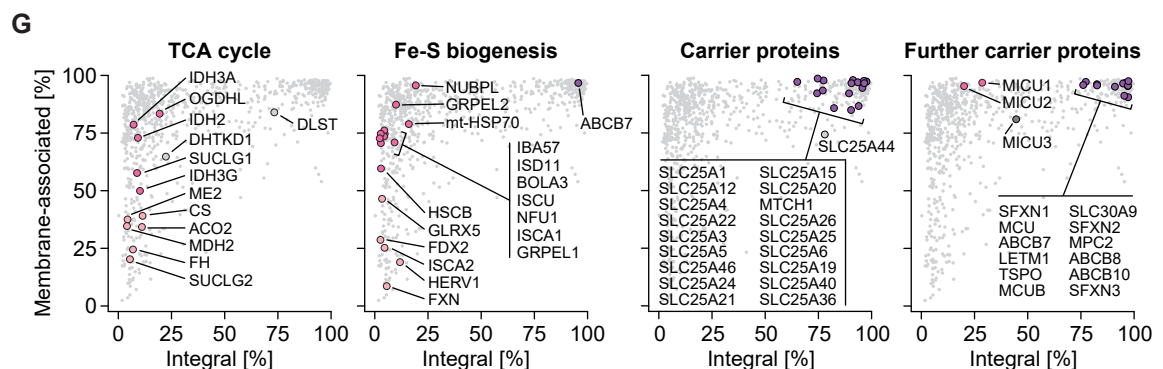 G
TCA cycle
Fe-S biogenesis
Carrier proteins
Further carrier proteins
Membrane-associated [%]
100
75
50
25
0
IDH3A
OGDHL
IDH2
DLST
DHTKD1
SUCLG1
IDH3G
ME2
CS
ACO2
MDH2
FH
SUCLG2
0 25 50 75 100
Integral [%]
NUBPL
GRPEL2
mt-HSP70
ABCB7
IBA57
ISD11
BOLA3
ISCU
NFU1
ISCA1
GRPEL1
HSCB
GLRX5
FDX2
ISCA2
HERV1
FXN
0 25 50 75 100
Integral [%]
SLC25A44
SLC25A1 SLC25A15
SLC25A12 SLC25A20
SLC25A4 MTCH1
SLC25A22 SLC25A26
SLC25A3 SLC25A25
SLC25A5 SLC25A6
SLC25A46 SLC25A19
SLC25A24 SLC25A40
SLC25A21 SLC25A36
0 25 50 75 100
Integral [%]
MICU1
MICU2
MICU3
SFXN1 SLC30A9
MCU SFXN2
ABCB7 MPC2
LETM1 ABCB8
TSPO ABCB10
MCUB SFXN3
0 25 50 75 100
Integral [%]